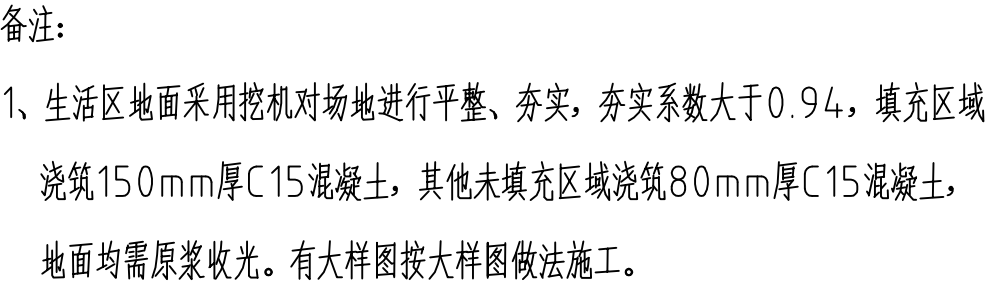 备注：
1、生活区地面采用挖机对场地进行平整、夯实，夯实系数大于0.94，填充区域
浇筑150mm厚C15混凝土，其他未填充区域浇筑80mm厚C15混凝土，
地面均需原浆收光。有大样图按大样图做法施工。